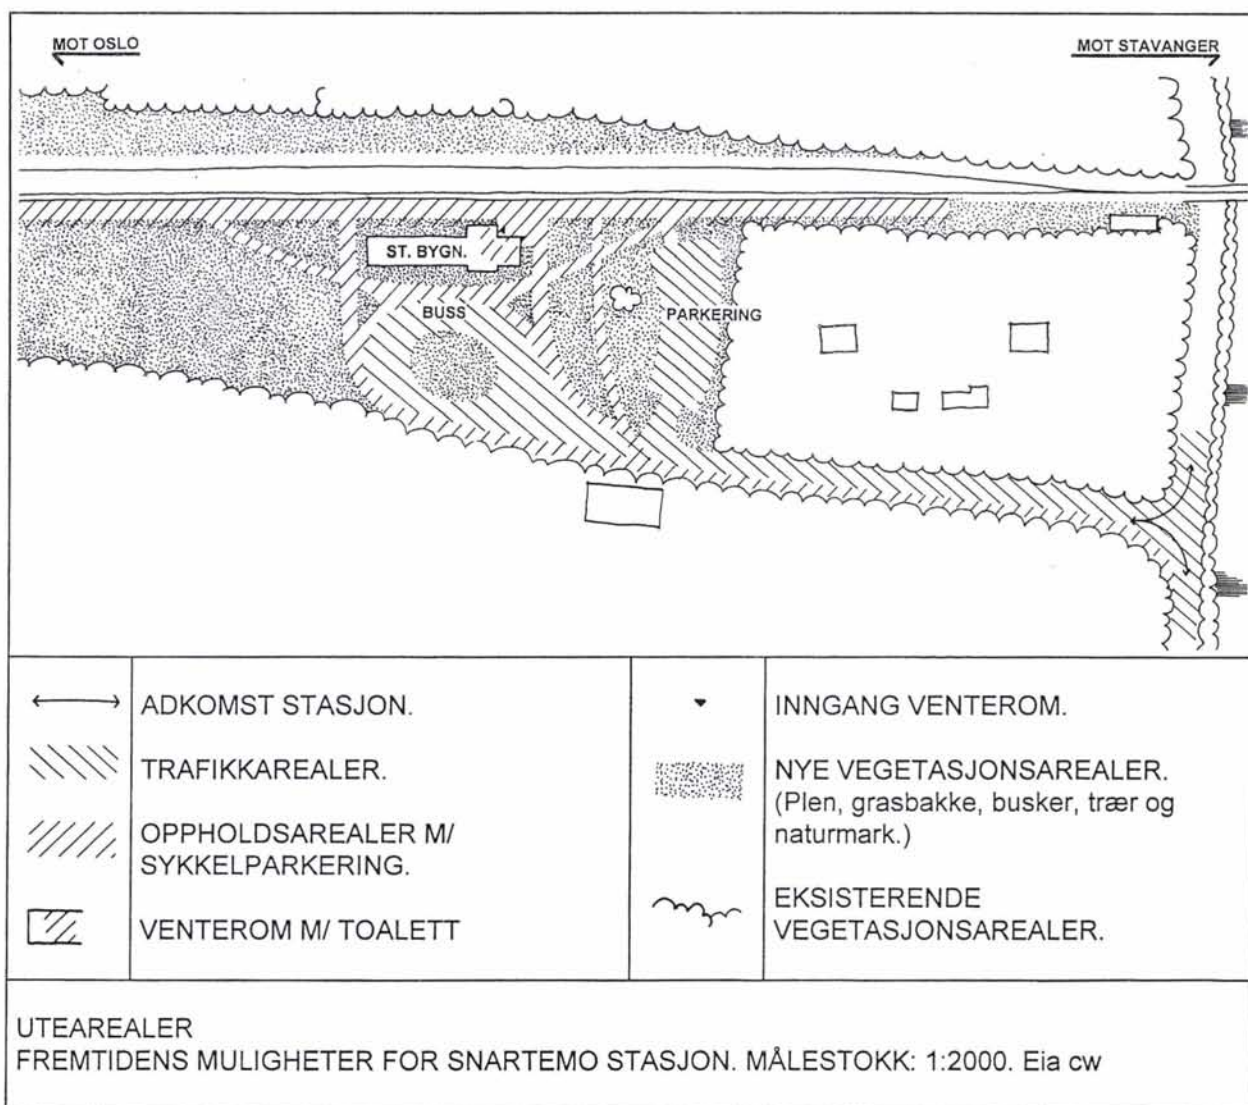 MOT OSLO
MOT STAVANGER
ST. BYGN.
BUSS
PARKERING
ADKOMST STASJON.
TRAFIKKAREALER.
OPPHOLDSAREALER M/
SYKKELPARKERING.
VENTEROM M/ TOALETT
INNGANG VENTEROM.
NYE VEGETASJONSAREALER.
(Plen, grasbakke, busker, trær og
naturmark.)
EKSISTERENDE
VEGETASJONSAREALER.
UTEAREALER
FREMTIDENS MULIGHETER FOR SNARTEMO STASJON. MÅLESTOKK: 1:2000. Eia cw